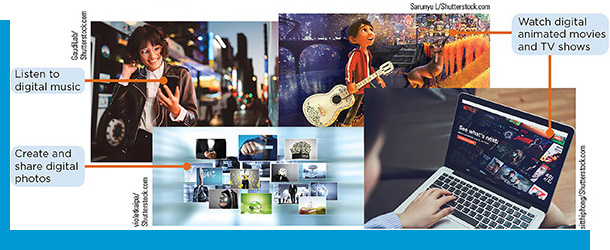 Sarunyu L/Shutterstock.com
Watch digital
animated movies
and TV shows
GaudiLab/
Shutterstock.com
Listen to
digital music
Create and
share digital
photos
violetkaipa/
Shutterstock.com
NETFLIX
See what's next.
sitthiphong/Shutterstock.com